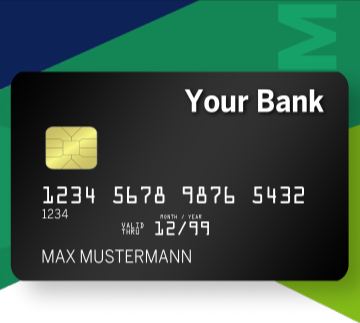 M
Your Bank
1234 5678 9876 5432
1234
MONTH / YEAR
VALID THRU 12/99
MAX MUSTERMANN